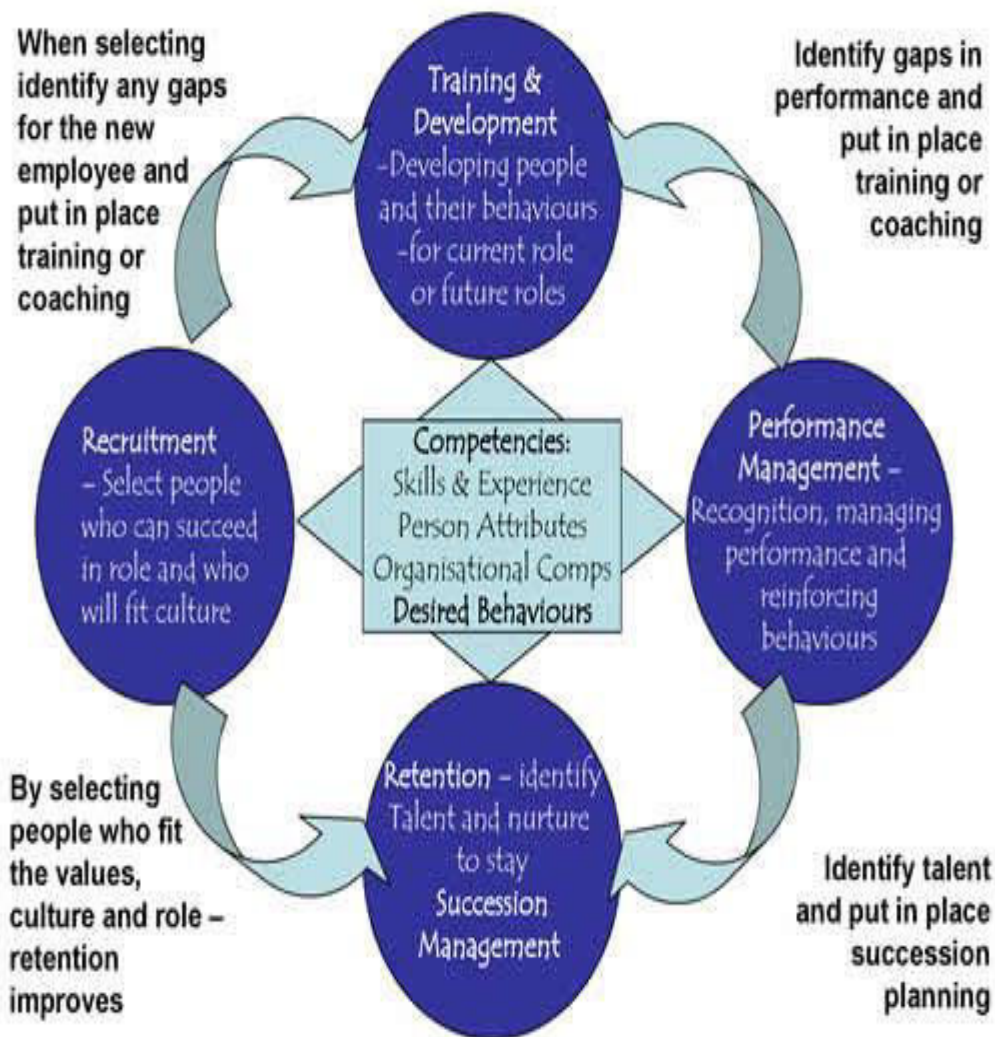 When selecting
identify any gaps
for the new
employee and
put in place
training or
coaching
Training &
Development
-Developing people
and their behaviours
-for current role
or future roles
Identify gaps in
performance and
put in place
training or
coaching
Recruitment
– Select people
who can succeed
in role and who
will fit culture
Competencies:
Skills & Experience
Person Attributes
Organisational Comps
Desired Behaviours
Performance
Management –
Recognition, managing
performance and
reinforcing
behaviours
By selecting
people who fit
the values,
culture and role –
retention
improves
Retention – identify
Talent and nurture
to stay
Succession
Management
Identify talent
and put in place
succession
planning